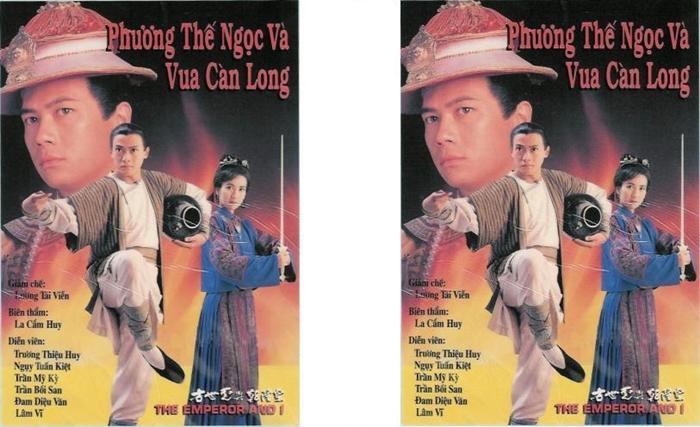 Phương Thế Ngọc Và
Vua Càn Long
Giám chế:
Lương Tài Viễn
Biên thẩm:
La Cẩm Huy
Diễn viên:
Trương Thiệu Huy
Ngụy Tuấn Kiệt
Trần Mỹ Kỳ
Trần Bồi San
Đam Diệu Văn
Lâm Vĩ
THE EMPEROR AND I
Phương Thế Ngọc Và
Vua Càn Long
Giám chế:
Lương Tài Viễn
Biên thẩm:
La Cẩm Huy
Diễn viên:
Trương Thiệu Huy
Ngụy Tuấn Kiệt
Trần Mỹ Kỳ
Trần Bồi San
Đam Diệu Văn
Lâm Vĩ
THE EMPEROR AND I